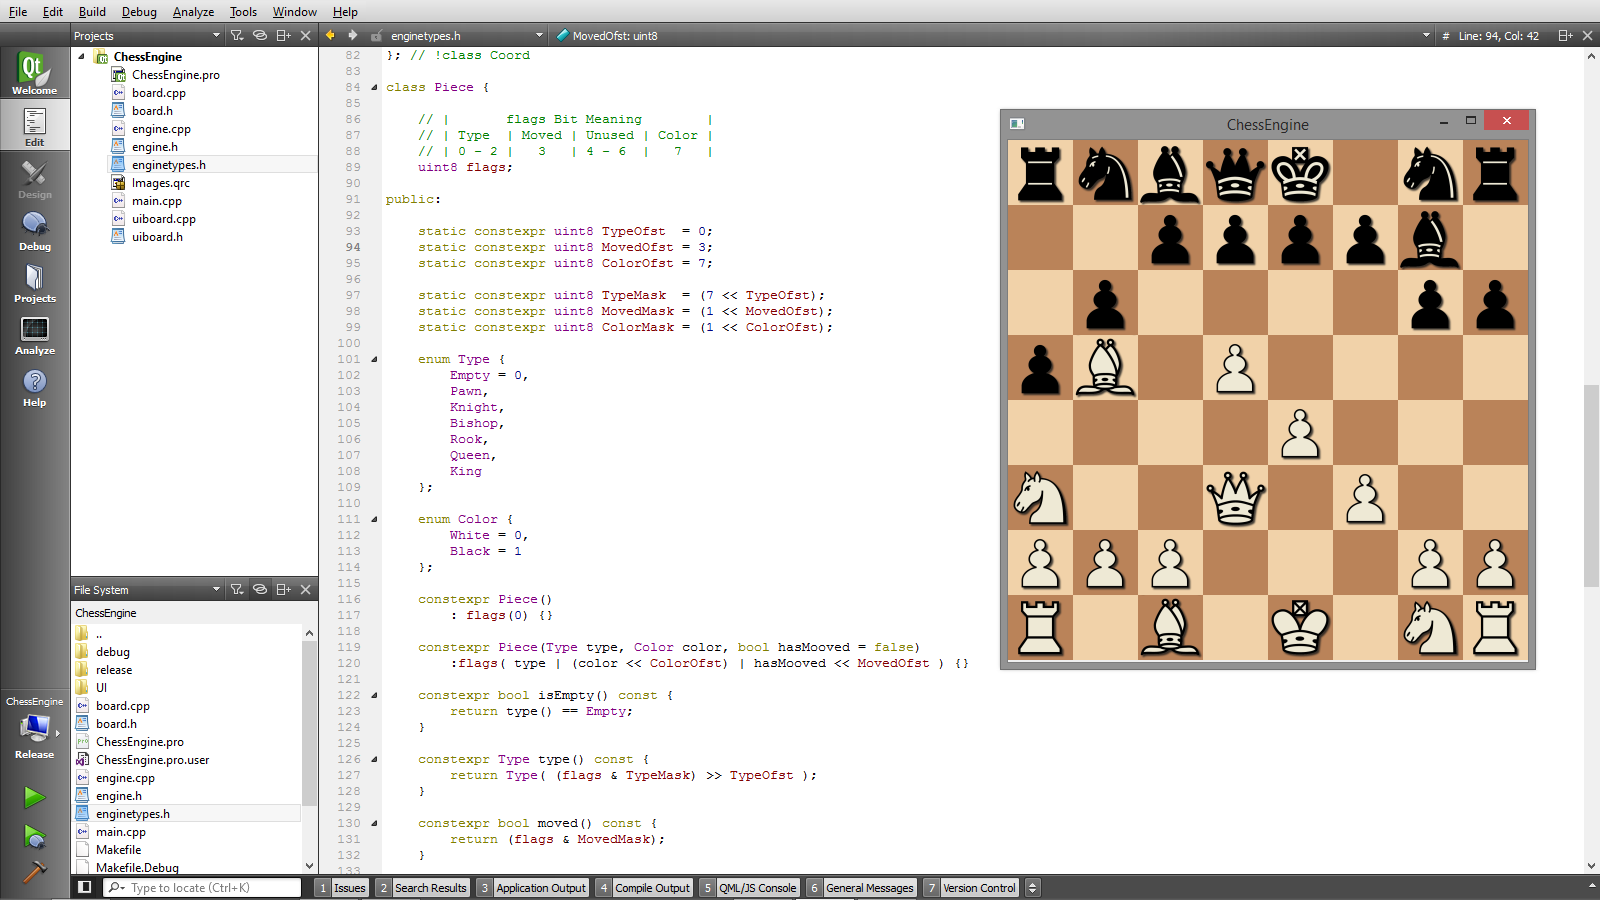 File Edit Build Debug Analyze Tools Window Help
Projects
enginetypes.h
MovedOfst: uint8
# Line: 94, Col: 42
Qt
Welcome
Edit
Design
Debug
Projects
Analyze
Help
ChessEngine
Release
ChessEngine
ChessEngine.pro
board.cpp
board.h
engine.cpp
engine.h
enginetypes.h
Images.qrc
main.cpp
uiboard.cpp
uiboard.h
File System
ChessEngine
..
debug
release
UI
board.cpp
board.h
ChessEngine.pro
ChessEngine.pro.user
engine.cpp
engine.h
enginetypes.h
main.cpp
Makefile
Makefile.Debug
82 }; // !class Coord
83
84 class Piece {
85
86 // |       flags Bit Meaning        |
87 // | Type  | Moved | Unused | Color |
88 // | 0 - 2 |   3   | 4 - 6  |   7   |
89 uint8 flags;
90
91 public:
92
93 static constexpr uint8 TypeOfst  = 0;
94 static constexpr uint8 MovedOfst = 3;
95 static constexpr uint8 ColorOfst = 7;
96
97 static constexpr uint8 TypeMask  = (7 << TypeOfst);
98 static constexpr uint8 MovedMask = (1 << MovedOfst);
99 static constexpr uint8 ColorMask = (1 << ColorOfst);
100
101 enum Type {
102 Empty = 0,
103 Pawn,
104 Knight,
105 Bishop,
106 Rook,
107 Queen,
108 King
109 };
110
111 enum Color {
112 White = 0,
113 Black = 1
114 };
115
116 constexpr Piece()
117 : flags(0) {}
118
119 constexpr Piece(Type type, Color color, bool hasMooved = false)
120 :flags( type | (color << ColorOfst) | hasMooved << MovedOfst ) {}
121
122 constexpr bool isEmpty() const {
123 return type() == Empty;
124 }
125
126 constexpr Type type() const {
127 return Type( (flags & TypeMask) >> TypeOfst );
128 }
129
130 constexpr bool moved() const {
131 return (flags & MovedMask);
132 }
133
ChessEngine
Type to locate (Ctrl+K)
1 Issues 2 Search Results 3 Application Output 4 Compile Output 5 QML/JS Console 6 General Messages 7 Version Control